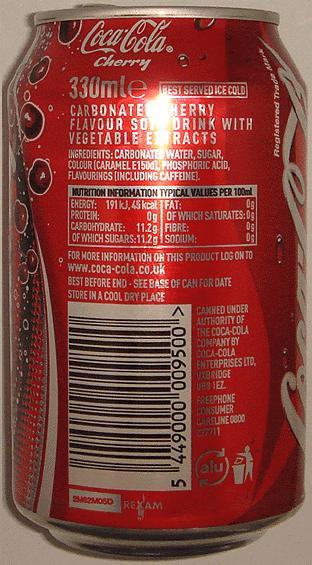 Coca-Cola®
Cherry
330ml e BEST SERVED ICE COLD
CARBONATED CHERRY
FLAVOUR SOFT DRINK WITH
VEGETABLE EXTRACTS
INGREDIENTS: CARBONATED WATER, SUGAR,
COLOUR (CARAMEL E150d), PHOSPHORIC ACID,
FLAVOURINGS (INCLUDING CAFFEINE).
NUTRITION INFORMATION TYPICAL VALUES PER 100ml
ENERGY: 191 kJ, 45 kcal FAT: 0g
PROTEIN: 0g OF WHICH SATURATES: 0g
CARBOHYDRATE: 11.2g FIBRE: 0g
OF WHICH SUGARS: 11.2g SODIUM: 0g
FOR MORE INFORMATION ON THIS PRODUCT LOG ON TO
www.coca-cola.co.uk
BEST BEFORE END - SEE BASE OF CAN FOR DATE
STORE IN A COOL DRY PLACE
CANNED UNDER
AUTHORITY OF
THE COCA-COLA
COMPANY BY
COCA-COLA
ENTERPRISES LTD,
UXBRIDGE
UB8 1EZ.
FREEPHONE
CONSUMER
CARELINE 0800
227711
5 449000 009500 >
alu
2M62M05D
REXAM
Registered Trade Mark